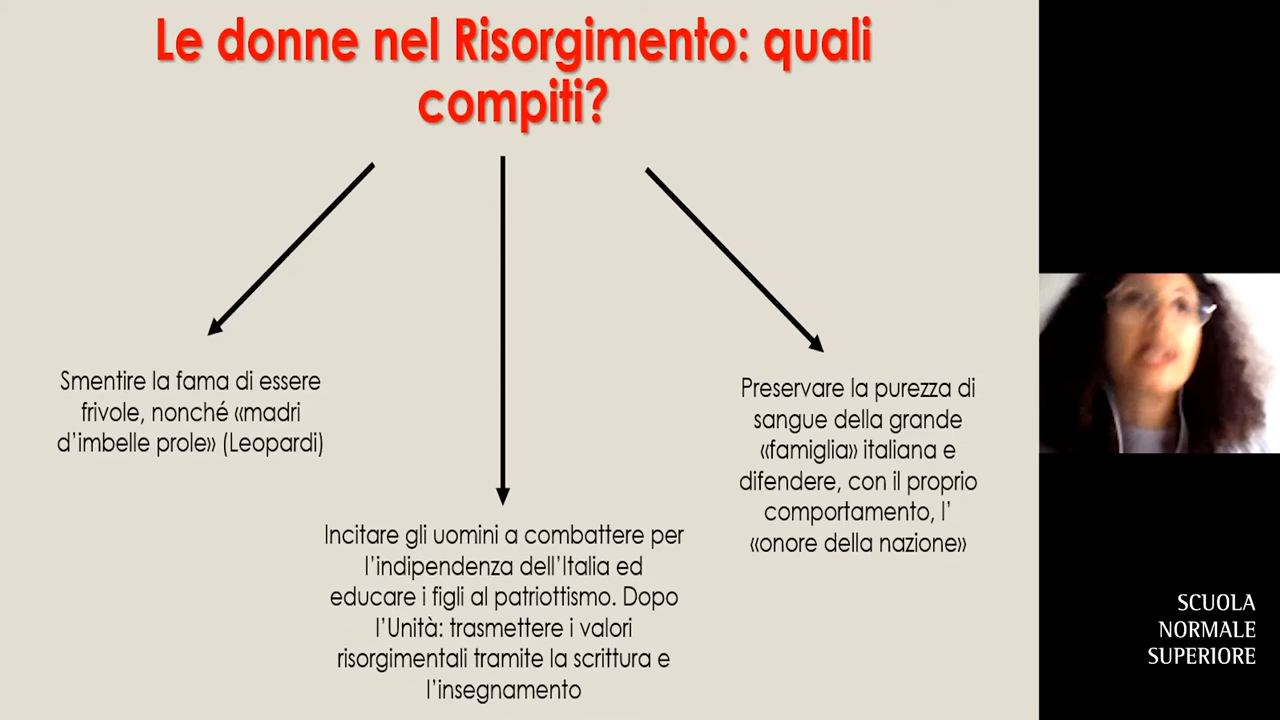 Le donne nel Risorgimento: quali
compiti?
Smentire la fama di essere
frivole, nonché «madri
d’imbelle prole» (Leopardi)
Incitare gli uomini a combattere per
l’indipendenza dell’Italia ed
educare i figli al patriottismo. Dopo
l’Unità: trasmettere i valori
risorgimentali tramite la scrittura e
l’insegnamento
Preservare la purezza di
sangue della grande
«famiglia» italiana e
difendere, con il proprio
comportamento, l’
«onore della nazione»
SCUOLA
NORMALE
SUPERIORE